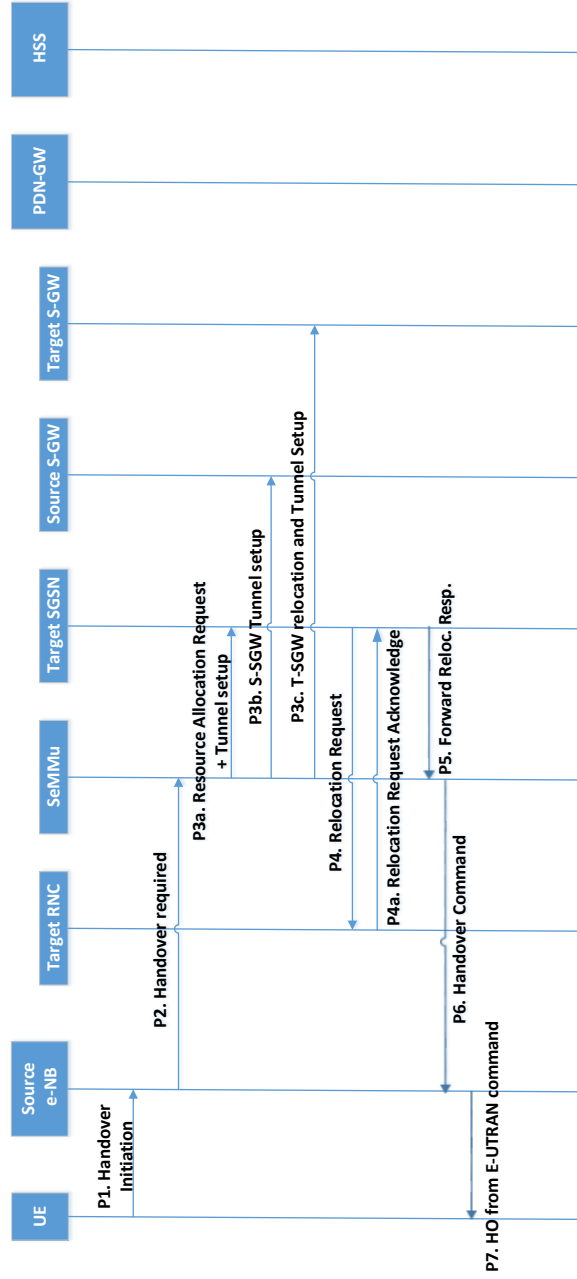 UE
Source
e-NB
Target RNC
SeMMu
Target SGSN
Source S-GW
Target S-GW
PDN-GW
HSS
P1. Handover
Initiation
P2. Handover required
P3a. Resource Allocation Request
+ Tunnel setup
P3b. S-SGW Tunnel setup
P3c. T-SGW relocation and Tunnel Setup
P4. Relocation Request
P4a. Relocation Request Acknowledge
P5. Forward Reloc. Resp.
P6. Handover Command
P7. HO from E-UTRAN command